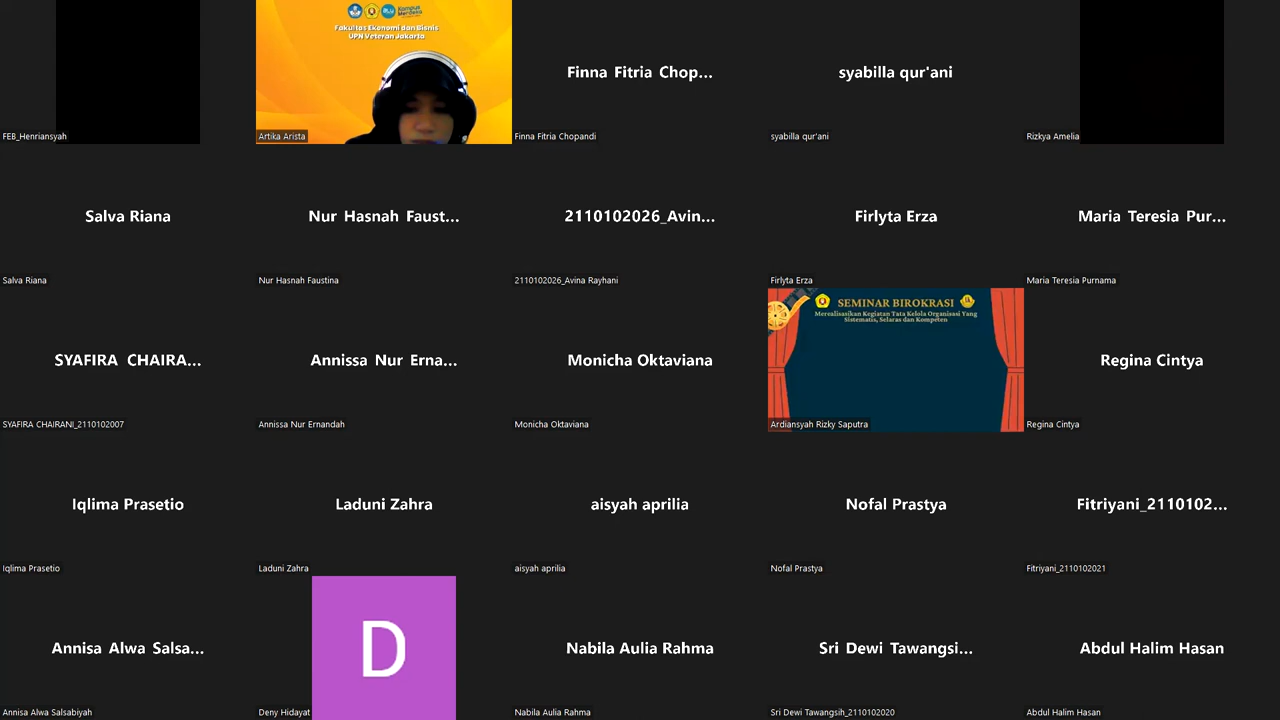 Kampus
Merdeka
Fakultas Ekonomi dan Bisnis
UPN Veteran Jakarta
Finna Fitria Chop...
syabilla qur'ani
FEB_Henriansyah
Artika Arista
Finna Fitria Chopandi
syabilla qur'ani
Rizkya Amelia
Salva Riana
Nur Hasnah Faust...
2110102026_Avin...
Firlyta Erza
Maria Teresia Pur...
Salva Riana
Nur Hasnah Faustina
2110102026_Avina Rayhani
Firlyta Erza
Maria Teresia Purnama
SEMINAR BIROKRASI
Merealisasikan Kegiatan Tata Kelola Organisasi Yang
Sistematis, Selaras dan Kompeten
SYAFIRA CHAIRA...
Annissa Nur Erna...
Monicha Oktaviana
Regina Cintya
SYAFIRA CHAIRANI_2110102007
Annissa Nur Ernandah
Monicha Oktaviana
Ardiansyah Rizky Saputra
Regina Cintya
Iqlima Prasetio
Laduni Zahra
aisyah aprilia
Nofal Prastya
Fitriyani_2110102...
Iqlima Prasetio
Laduni Zahra
aisyah aprilia
Nofal Prastya
Fitriyani_2110102021
Annisa Alwa Salsa...
D
Nabila Aulia Rahma
Sri Dewi Tawangsi...
Abdul Halim Hasan
Annisa Alwa Salsabiyah
Deny Hidayat
Nabila Aulia Rahma
Sri Dewi Tawangsih_2110102020
Abdul Halim Hasan